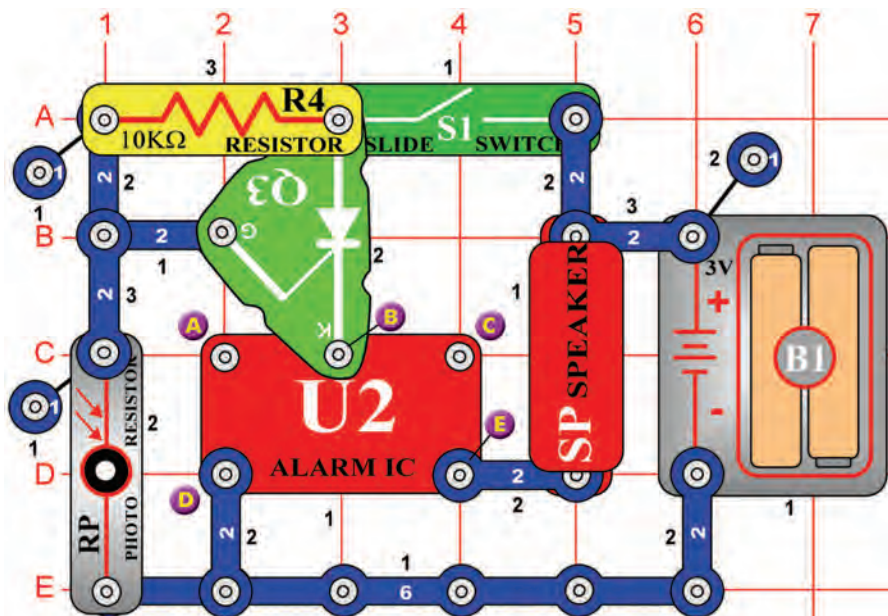 1 2 3 4 5 6 7
3 1
A R4 S1
10KΩ RESISTOR SLIDE SWITCH
1 2 2 Q3 2 2 2 1
1 3
B 2 G 2 3V
1 2 1
2 3 A B C SPEAKER +
C K B1
1 RESISTOR U2 -
1 2 E
D ALARM IC 2 SP
RP PHOTO D 1 2 1
2 2 2 2
1
E 6